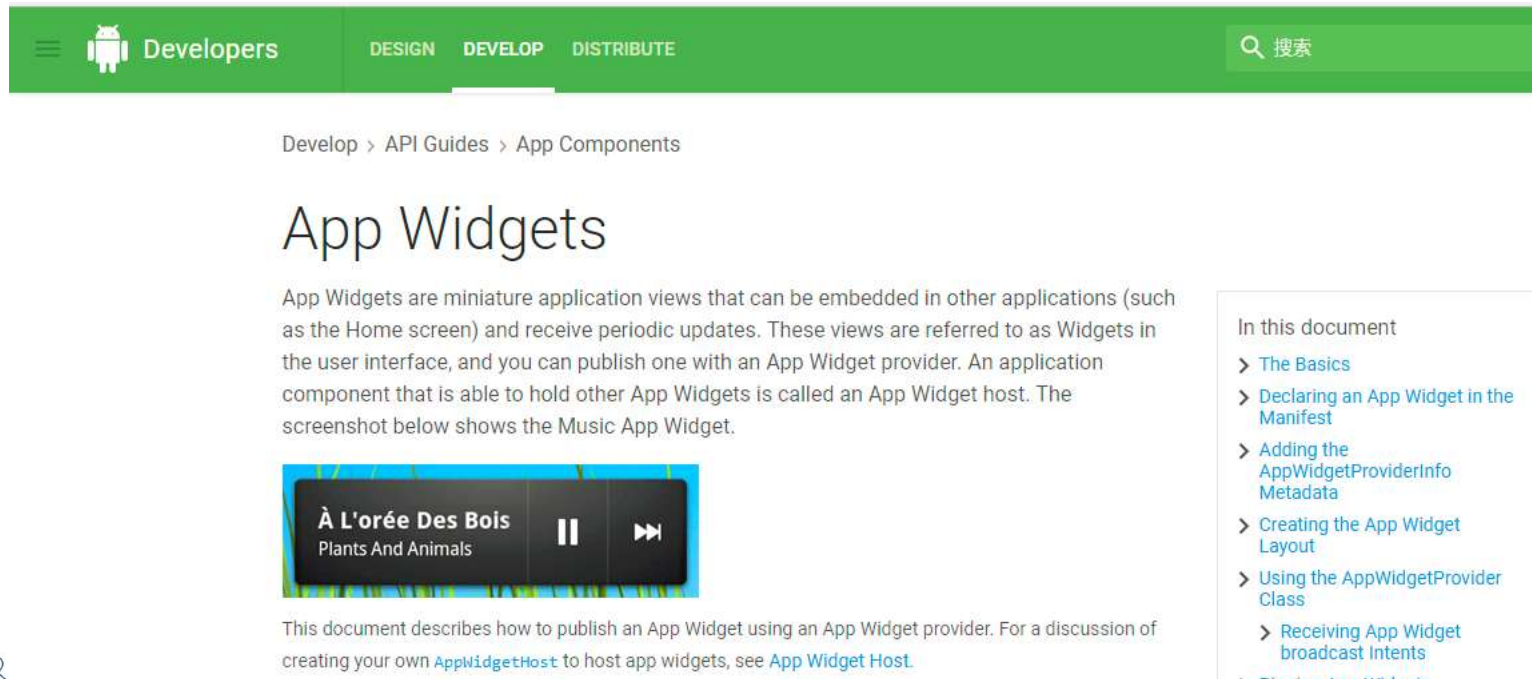 Developers
DESIGN DEVELOP DISTRIBUTE
搜索
Develop > API Guides > App Components
App Widgets
App Widgets are miniature application views that can be embedded in other applications (such
as the Home screen) and receive periodic updates. These views are referred to as Widgets in
the user interface, and you can publish one with an App Widget provider. An application
component that is able to hold other App Widgets is called an App Widget host. The
screenshot below shows the Music App Widget.
À L'orée Des Bois
Plants And Animals
This document describes how to publish an App Widget using an App Widget provider. For a discussion of
creating your own AppWidgetHost to host app widgets, see App Widget Host.
In this document
The Basics
Declaring an App Widget in the
Manifest
Adding the
AppWidgetProviderInfo
Metadata
Creating the App Widget
Layout
Using the AppWidgetProvider
Class
Receiving App Widget
broadcast Intents